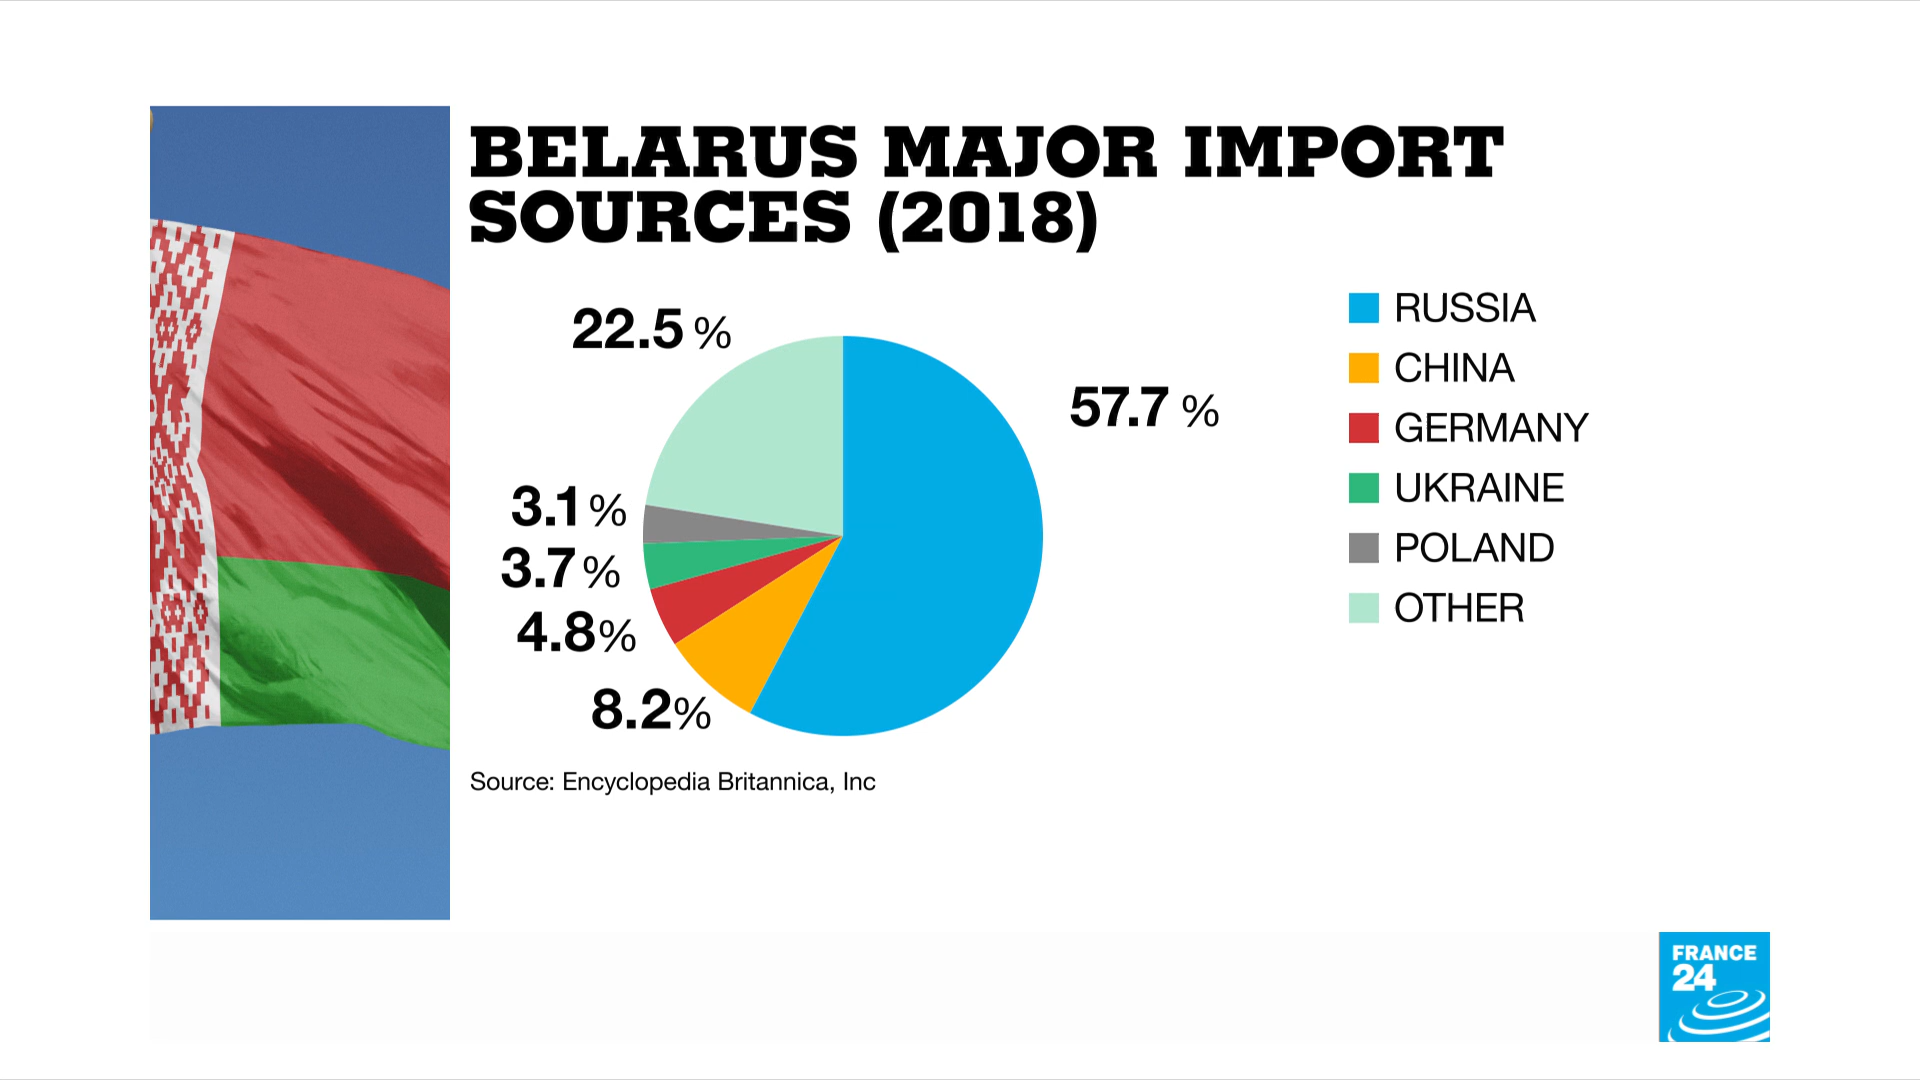 BELARUS MAJOR IMPORT
SOURCES (2018)
22.5 %
57.7 %
3.1 %
3.7 %
4.8%
8.2%
RUSSIA
CHINA
GERMANY
UKRAINE
POLAND
OTHER
Source: Encyclopedia Britannica, Inc
FRANCE
24